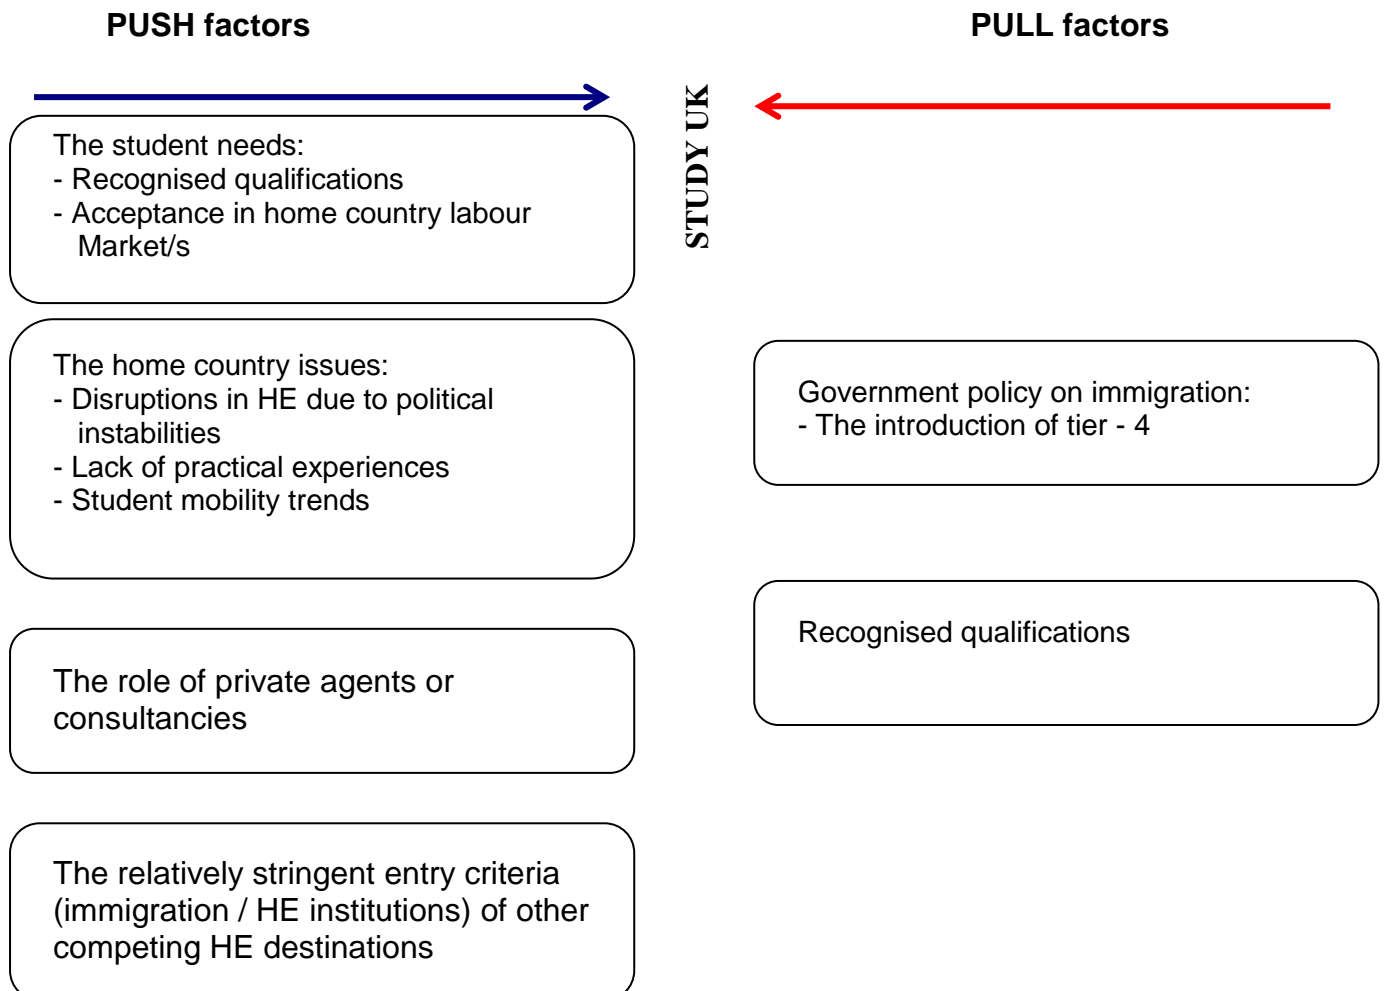 PUSH factors
PULL factors
STUDY UK
The student needs:
- Recognised qualifications
- Acceptance in home country labour
Market/s
The home country issues:
- Disruptions in HE due to political
instabilities
- Lack of practical experiences
- Student mobility trends
The role of private agents or
consultancies
The relatively stringent entry criteria
(immigration / HE institutions) of other
competing HE destinations
Government policy on immigration:
- The introduction of tier - 4
Recognised qualifications